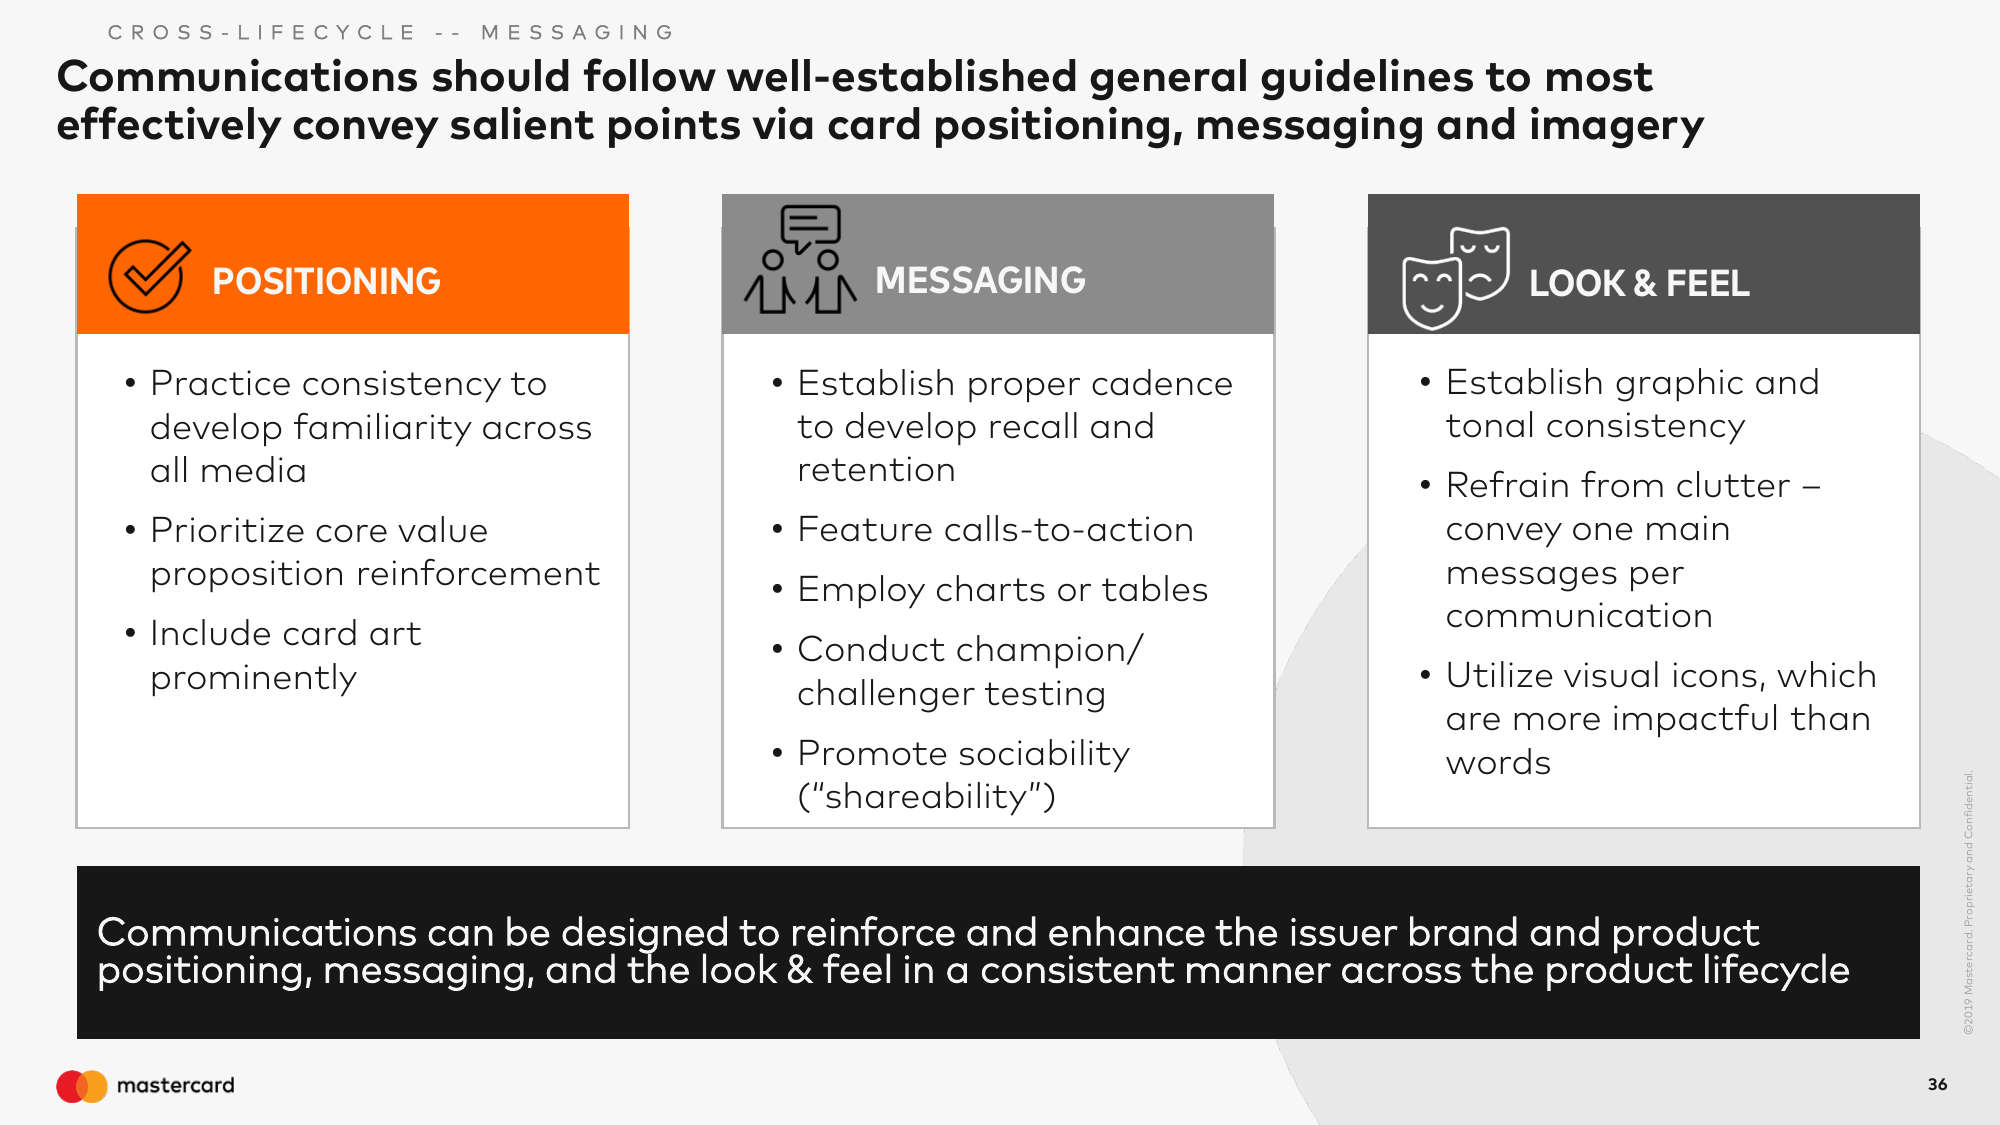 CROSS-LIFECYCLE -- MESSAGING
Communications should follow well-established general guidelines to most
effectively convey salient points via card positioning, messaging and imagery
POSITIONING
• Practice consistency to
develop familiarity across
all media
• Prioritize core value
proposition reinforcement
• Include card art
prominently
MESSAGING
• Establish proper cadence
to develop recall and
retention
• Feature calls-to-action
• Employ charts or tables
• Conduct champion/
challenger testing
• Promote sociability
(“shareability”)
LOOK & FEEL
• Establish graphic and
tonal consistency
• Refrain from clutter –
convey one main
messages per
communication
• Utilize visual icons, which
are more impactful than
words
Communications can be designed to reinforce and enhance the issuer brand and product
positioning, messaging, and the look & feel in a consistent manner across the product lifecycle
©2019 Mastercard. Proprietary and Confidential.
mastercard
36